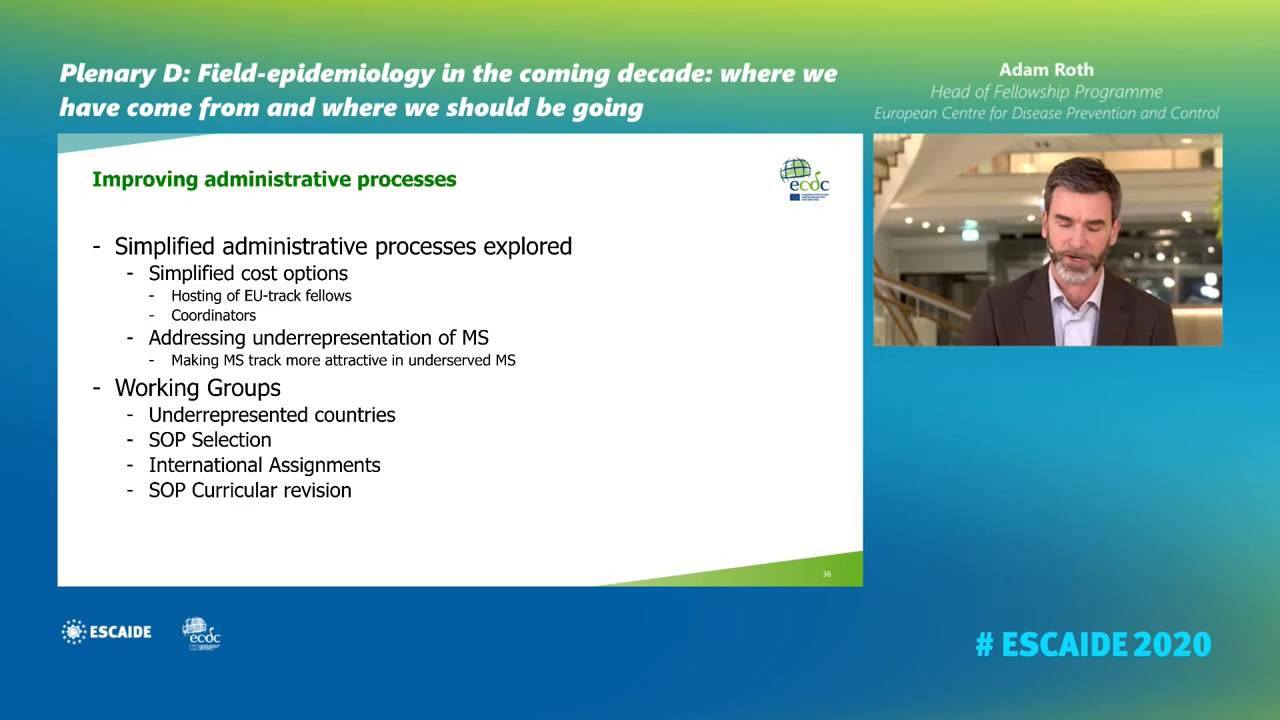 Plenary D: Field-epidemiology in the coming decade: where we
have come from and where we should be going
Adam Roth
Head of Fellowship Programme
European Centre for Disease Prevention and Control
Improving administrative processes
ecdc
- Simplified administrative processes explored
- Simplified cost options
- Hosting of EU-track fellows
- Coordinators
- Addressing underrepresentation of MS
- Making MS track more attractive in underserved MS
- Working Groups
- Underrepresented countries
- SOP Selection
- International Assignments
- SOP Curricular revision
36
ESCAIDE
ecdc
# ESCAIDE 2020